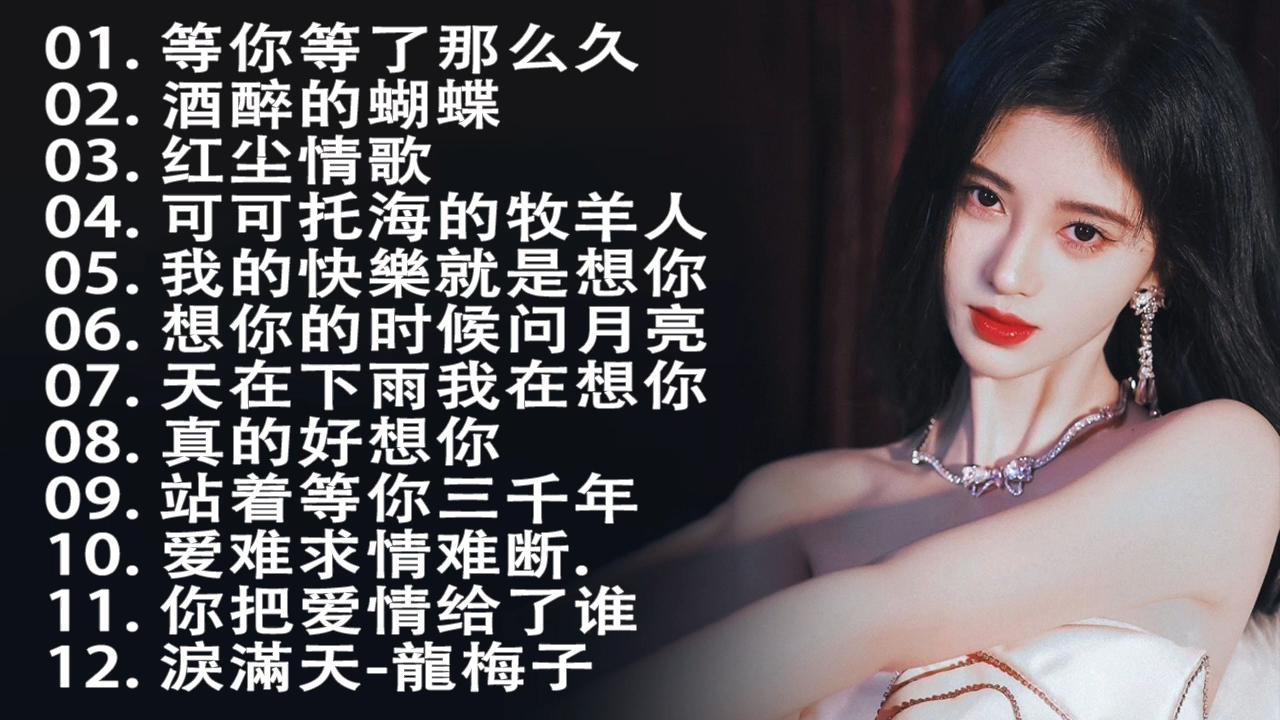 01. 等你等了那么久
02. 酒醉的蝴蝶
03. 红尘情歌
04. 可可托海的牧羊人
05. 我的快樂就是想你
06. 想你的时候问月亮
07. 天在下雨我在想你
08. 真的好想你
09. 站着等你三千年
10. 爱难求情难断.
11. 你把爱情给了谁
12. 淚滿天-龍梅子